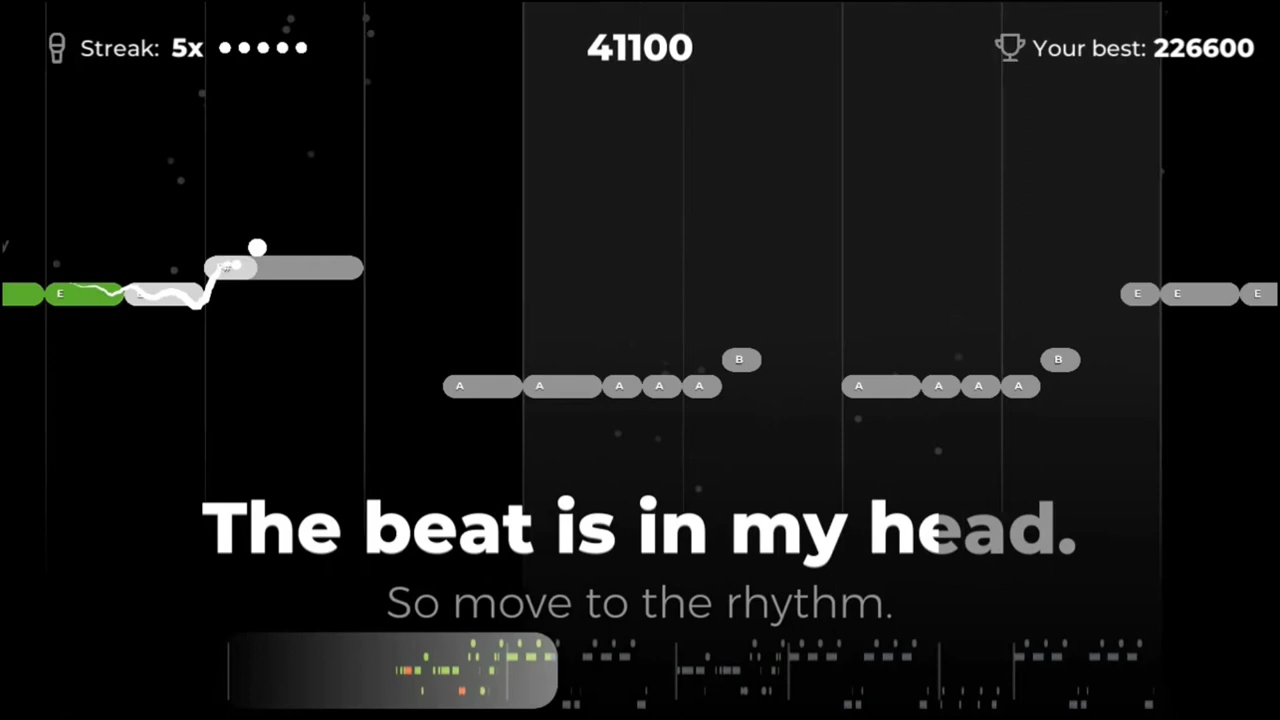 Streak: 5x
41100
Your best: 226600
E
A A A A A B A A A A B E E E
The beat is in my head.
So move to the rhythm.